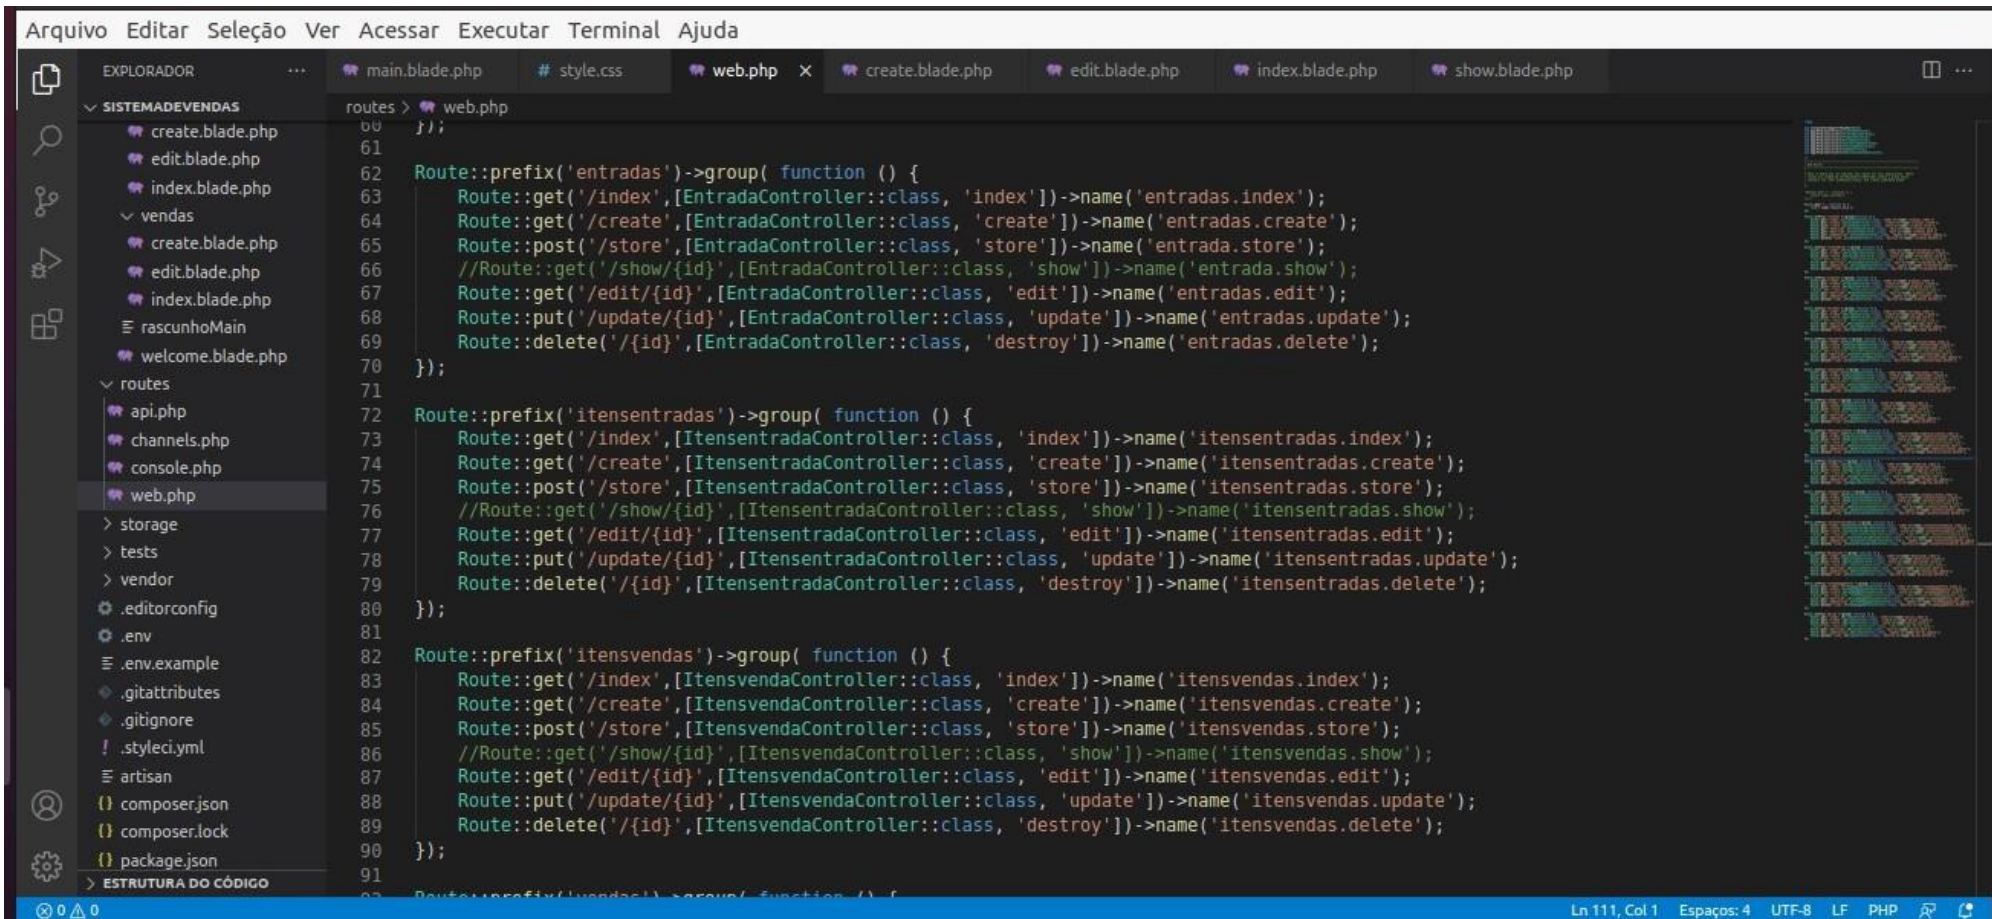 Arquivo Editar Seleção Ver Acessar Executar Terminal Ajuda
EXPLORADOR ···
main.blade.php # style.css web.php × create.blade.php edit.blade.php index.blade.php show.blade.php ···
SISTEMADEVENDAS
create.blade.php
edit.blade.php
index.blade.php
vendas
create.blade.php
edit.blade.php
index.blade.php
rascunhoMain
welcome.blade.php
routes
api.php
channels.php
console.php
web.php
> storage
> tests
> vendor
.editorconfig
.env
.env.example
.gitattributes
.gitignore
! .styleci.yml
artisan
{} composer.json
{} composer.lock
{} package.json
> ESTRUTURA DO CÓDIGO
routes > web.php
60 });
61
62 Route::prefix('entradas')->group( function () {
63 Route::get('/index',[EntradaController::class, 'index'])->name('entradas.index');
64 Route::get('/create',[EntradaController::class, 'create'])->name('entradas.create');
65 Route::post('/store',[EntradaController::class, 'store'])->name('entrada.store');
66 //Route::get('/show/{id}',[EntradaController::class, 'show'])->name('entrada.show');
67 Route::get('/edit/{id}',[EntradaController::class, 'edit'])->name('entradas.edit');
68 Route::put('/update/{id}',[EntradaController::class, 'update'])->name('entradas.update');
69 Route::delete('/{id}',[EntradaController::class, 'destroy'])->name('entradas.delete');
70 });
71
72 Route::prefix('itensentradas')->group( function () {
73 Route::get('/index',[ItensentradaController::class, 'index'])->name('itensentradas.index');
74 Route::get('/create',[ItensentradaController::class, 'create'])->name('itensentradas.create');
75 Route::post('/store',[ItensentradaController::class, 'store'])->name('itensentradas.store');
76 //Route::get('/show/{id}',[ItensentradaController::class, 'show'])->name('itensentradas.show');
77 Route::get('/edit/{id}',[ItensentradaController::class, 'edit'])->name('itensentradas.edit');
78 Route::put('/update/{id}',[ItensentradaController::class, 'update'])->name('itensentradas.update');
79 Route::delete('/{id}',[ItensentradaController::class, 'destroy'])->name('itensentradas.delete');
80 });
81
82 Route::prefix('itensvendas')->group( function () {
83 Route::get('/index',[ItensvendaController::class, 'index'])->name('itensvendas.index');
84 Route::get('/create',[ItensvendaController::class, 'create'])->name('itensvendas.create');
85 Route::post('/store',[ItensvendaController::class, 'store'])->name('itensvendas.store');
86 //Route::get('/show/{id}',[ItensvendaController::class, 'show'])->name('itensvendas.show');
87 Route::get('/edit/{id}',[ItensvendaController::class, 'edit'])->name('itensvendas.edit');
88 Route::put('/update/{id}',[ItensvendaController::class, 'update'])->name('itensvendas.update');
89 Route::delete('/{id}',[ItensvendaController::class, 'destroy'])->name('itensvendas.delete');
90 });
91
92 Route::prefix('vendas')->group( function () {
0 0 Ln 111, Col 1 Espaços: 4 UTF-8 LF PHP